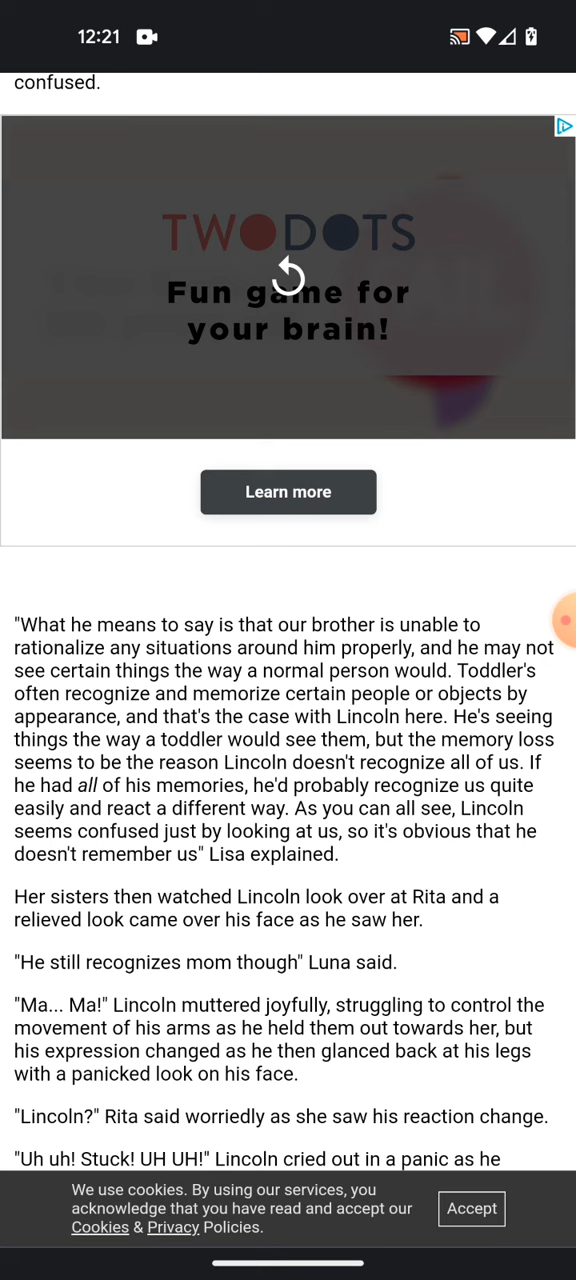 12:21
confused.
TWODOTS
Fun game for
your brain!
Learn more
"What he means to say is that our brother is unable to
rationalize any situations around him properly, and he may not
see certain things the way a normal person would. Toddler's
often recognize and memorize certain people or objects by
appearance, and that's the case with Lincoln here. He's seeing
things the way a toddler would see them, but the memory loss
seems to be the reason Lincoln doesn't recognize all of us. If
he had all of his memories, he'd probably recognize us quite
easily and react a different way. As you can all see, Lincoln
seems confused just by looking at us, so it's obvious that he
doesn't remember us" Lisa explained.
Her sisters then watched Lincoln look over at Rita and a
relieved look came over his face as he saw her.
"He still recognizes mom though" Luna said.
"Ma... Ma!" Lincoln muttered joyfully, struggling to control the
movement of his arms as he held them out towards her, but
his expression changed as he then glanced back at his legs
with a panicked look on his face.
"Lincoln?" Rita said worriedly as she saw his reaction change.
"Uh uh! Stuck! UH UH!" Lincoln cried out in a panic as he
We use cookies. By using our services, you
acknowledge that you have read and accept our
Cookies & Privacy Policies.
Accept